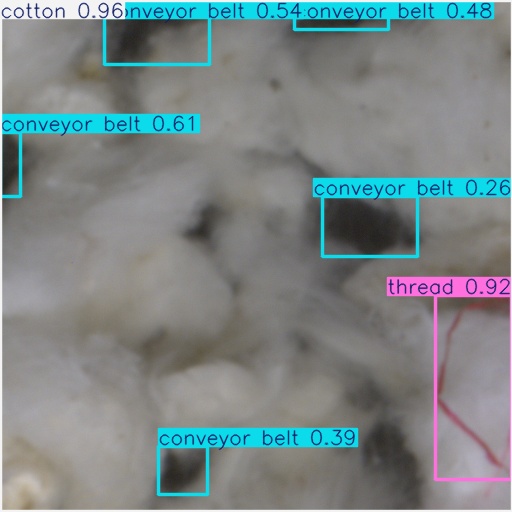 cotton 0.96
onveyor belt 0.54
onveyor belt 0.48
conveyor belt 0.61
conveyor belt 0.26
thread 0.92
conveyor belt 0.39